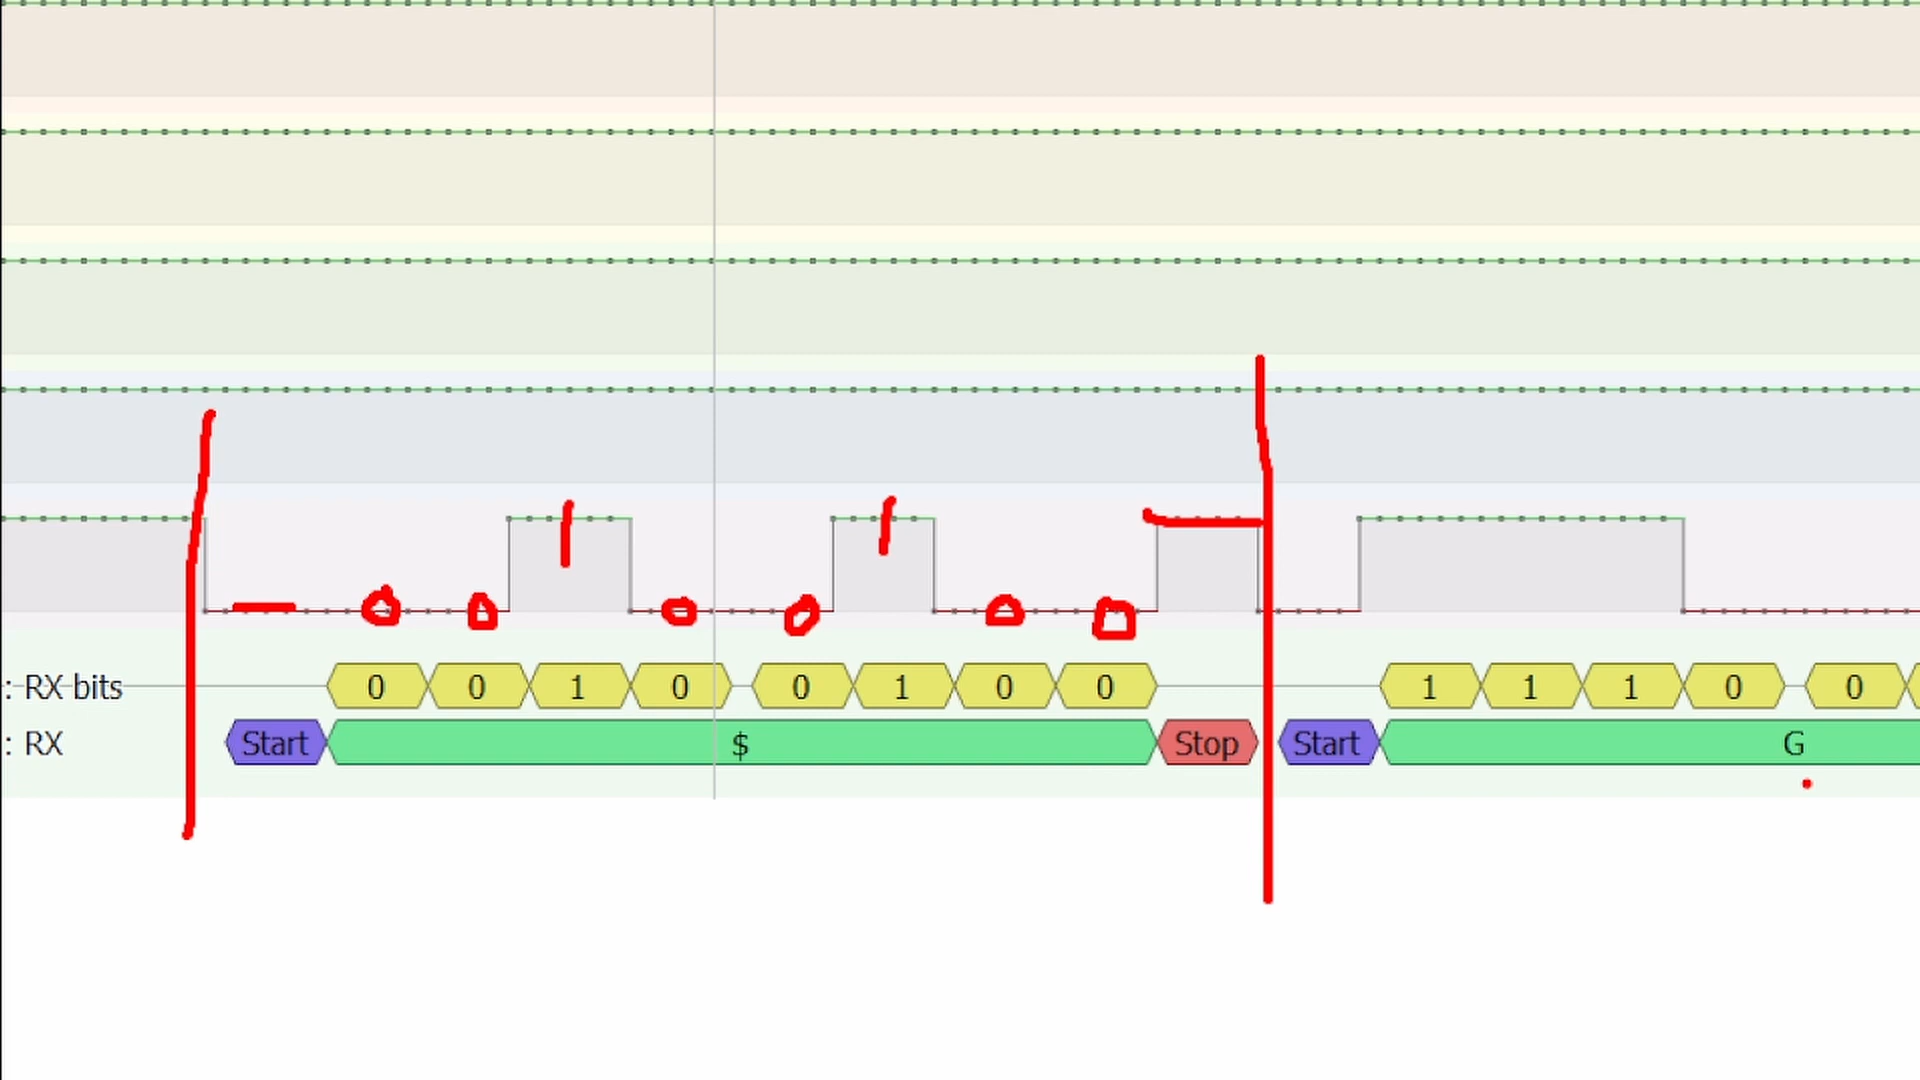 : RX bits 0 0 1 0 0 1 0 0 1 1 1 0 0
: RX Start $ Stop Start G